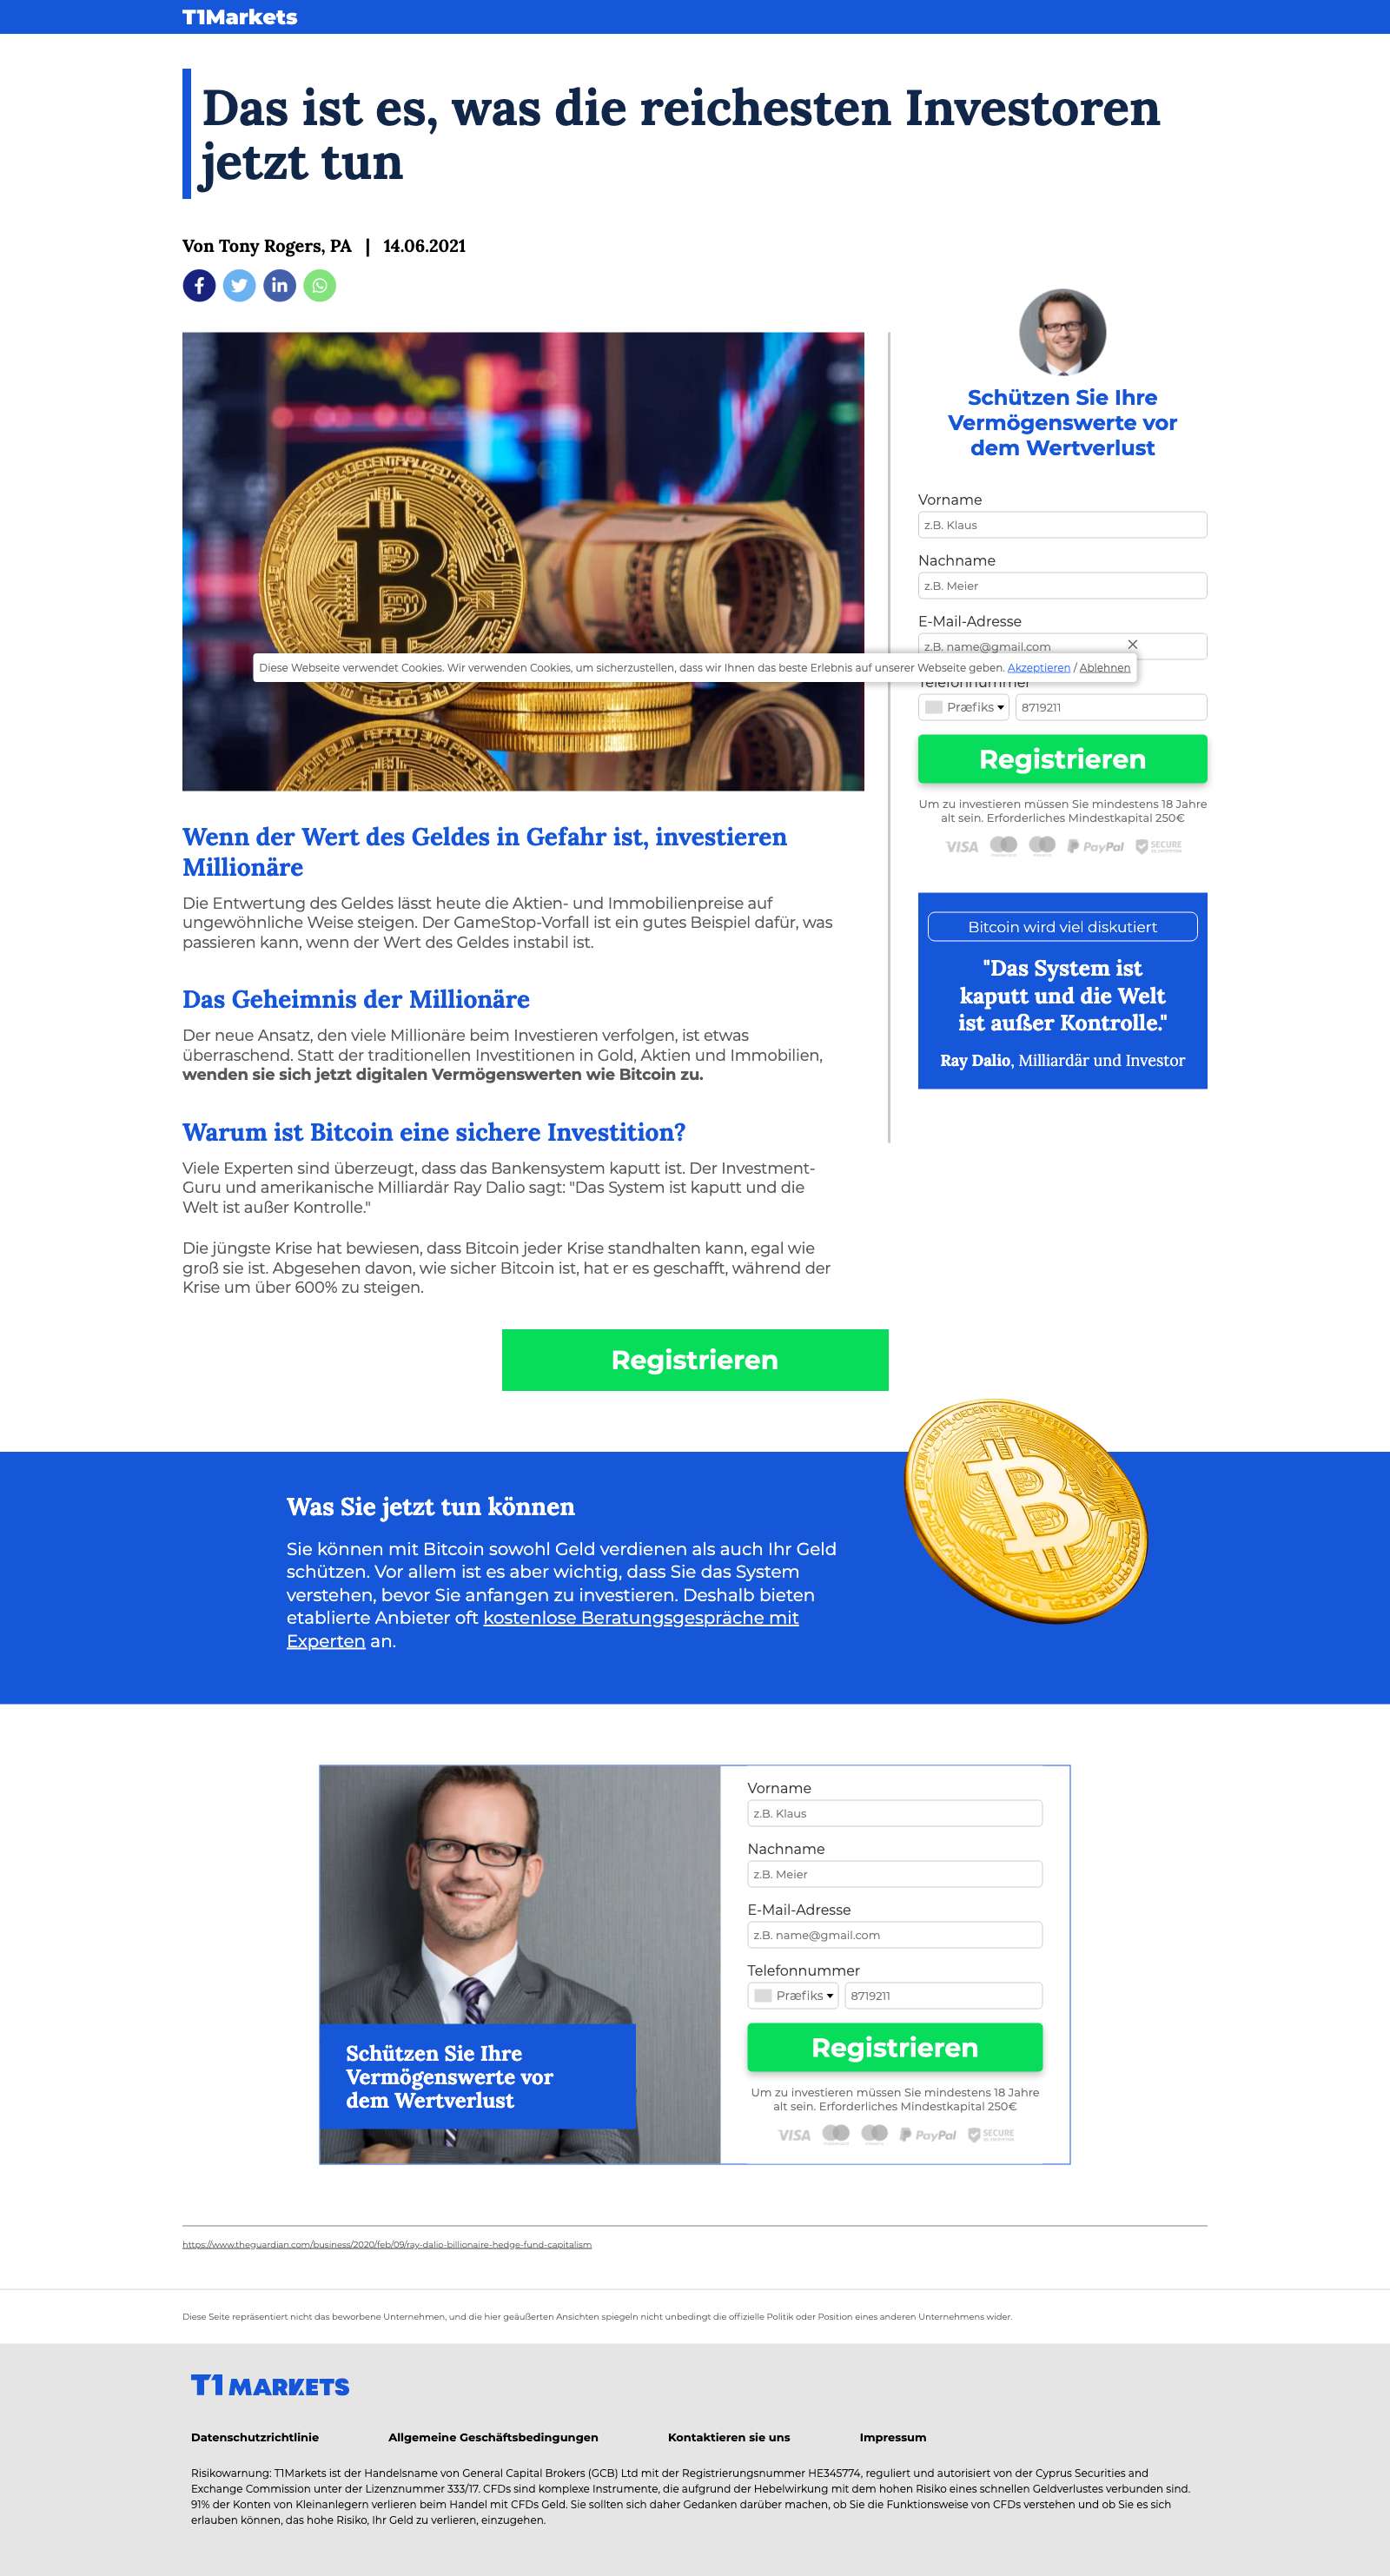 T1Markets
Das ist es, was die reichesten Investoren
jetzt tun
Von Tony Rogers, PA | 14.06.2021
Schützen Sie Ihre
Vermögenswerte vor
dem Wertverlust
Vorname
z.B. Klaus
Nachname
z.B. Meier
E-Mail-Adresse
z.B. name@gmail.com
Diese Webseite verwendet Cookies. Wir verwenden Cookies, um sicherzustellen, dass wir Ihnen das beste Erlebnis auf unserer Webseite geben. Akzeptieren / Ablehnen
Telefonnummer
Præfiks 8719211
Registrieren
Um zu investieren müssen Sie mindestens 18 Jahre
alt sein. Erforderliches Mindestkapital 250€
VISA PayPal SECURE
Bitcoin wird viel diskutiert
"Das System ist
kaputt und die Welt
ist außer Kontrolle."
Ray Dalio, Milliardär und Investor
Wenn der Wert des Geldes in Gefahr ist, investieren
Millionäre
Die Entwertung des Geldes lässt heute die Aktien- und Immobilienpreise auf
ungewöhnliche Weise steigen. Der GameStop-Vorfall ist ein gutes Beispiel dafür, was
passieren kann, wenn der Wert des Geldes instabil ist.
Das Geheimnis der Millionäre
Der neue Ansatz, den viele Millionäre beim Investieren verfolgen, ist etwas
überraschend. Statt der traditionellen Investitionen in Gold, Aktien und Immobilien,
wenden sie sich jetzt digitalen Vermögenswerten wie Bitcoin zu.
Warum ist Bitcoin eine sichere Investition?
Viele Experten sind überzeugt, dass das Bankensystem kaputt ist. Der Investment-
Guru und amerikanische Milliardär Ray Dalio sagt: "Das System ist kaputt und die
Welt ist außer Kontrolle."
Die jüngste Krise hat bewiesen, dass Bitcoin jeder Krise standhalten kann, egal wie
groß sie ist. Abgesehen davon, wie sicher Bitcoin ist, hat er es geschafft, während der
Krise um über 600% zu steigen.
Registrieren
Was Sie jetzt tun können
Sie können mit Bitcoin sowohl Geld verdienen als auch Ihr Geld
schützen. Vor allem ist es aber wichtig, dass Sie das System
verstehen, bevor Sie anfangen zu investieren. Deshalb bieten
etablierte Anbieter oft kostenlose Beratungsgespräche mit
Experten an.
Schützen Sie Ihre
Vermögenswerte vor
dem Wertverlust
Vorname
z.B. Klaus
Nachname
z.B. Meier
E-Mail-Adresse
z.B. name@gmail.com
Telefonnummer
Præfiks 8719211
Registrieren
Um zu investieren müssen Sie mindestens 18 Jahre
alt sein. Erforderliches Mindestkapital 250€
VISA PayPal SECURE
https://www.theguardian.com/business/2020/feb/09/ray-dalio-billionaire-hedge-fund-capitalism
Diese Seite repräsentiert nicht das beworbene Unternehmen, und die hier geäußerten Ansichten spiegeln nicht unbedingt die offizielle Politik oder Position eines anderen Unternehmens wider.
T1 MARKETS
Datenschutzrichtlinie Allgemeine Geschäftsbedingungen Kontaktieren sie uns Impressum
Risikowarnung: T1Markets ist der Handelsname von General Capital Brokers (GCB) Ltd mit der Registrierungsnummer HE345774, reguliert und autorisiert von der Cyprus Securities and
Exchange Commission unter der Lizenznummer 333/17. CFDs sind komplexe Instrumente, die aufgrund der Hebelwirkung mit dem hohen Risiko eines schnellen Geldverlustes verbunden sind.
91% der Konten von Kleinanlegern verlieren beim Handel mit CFDs Geld. Sie sollten sich daher Gedanken darüber machen, ob Sie die Funktionsweise von CFDs verstehen und ob Sie es sich
erlauben können, das hohe Risiko, Ihr Geld zu verlieren, einzugehen.